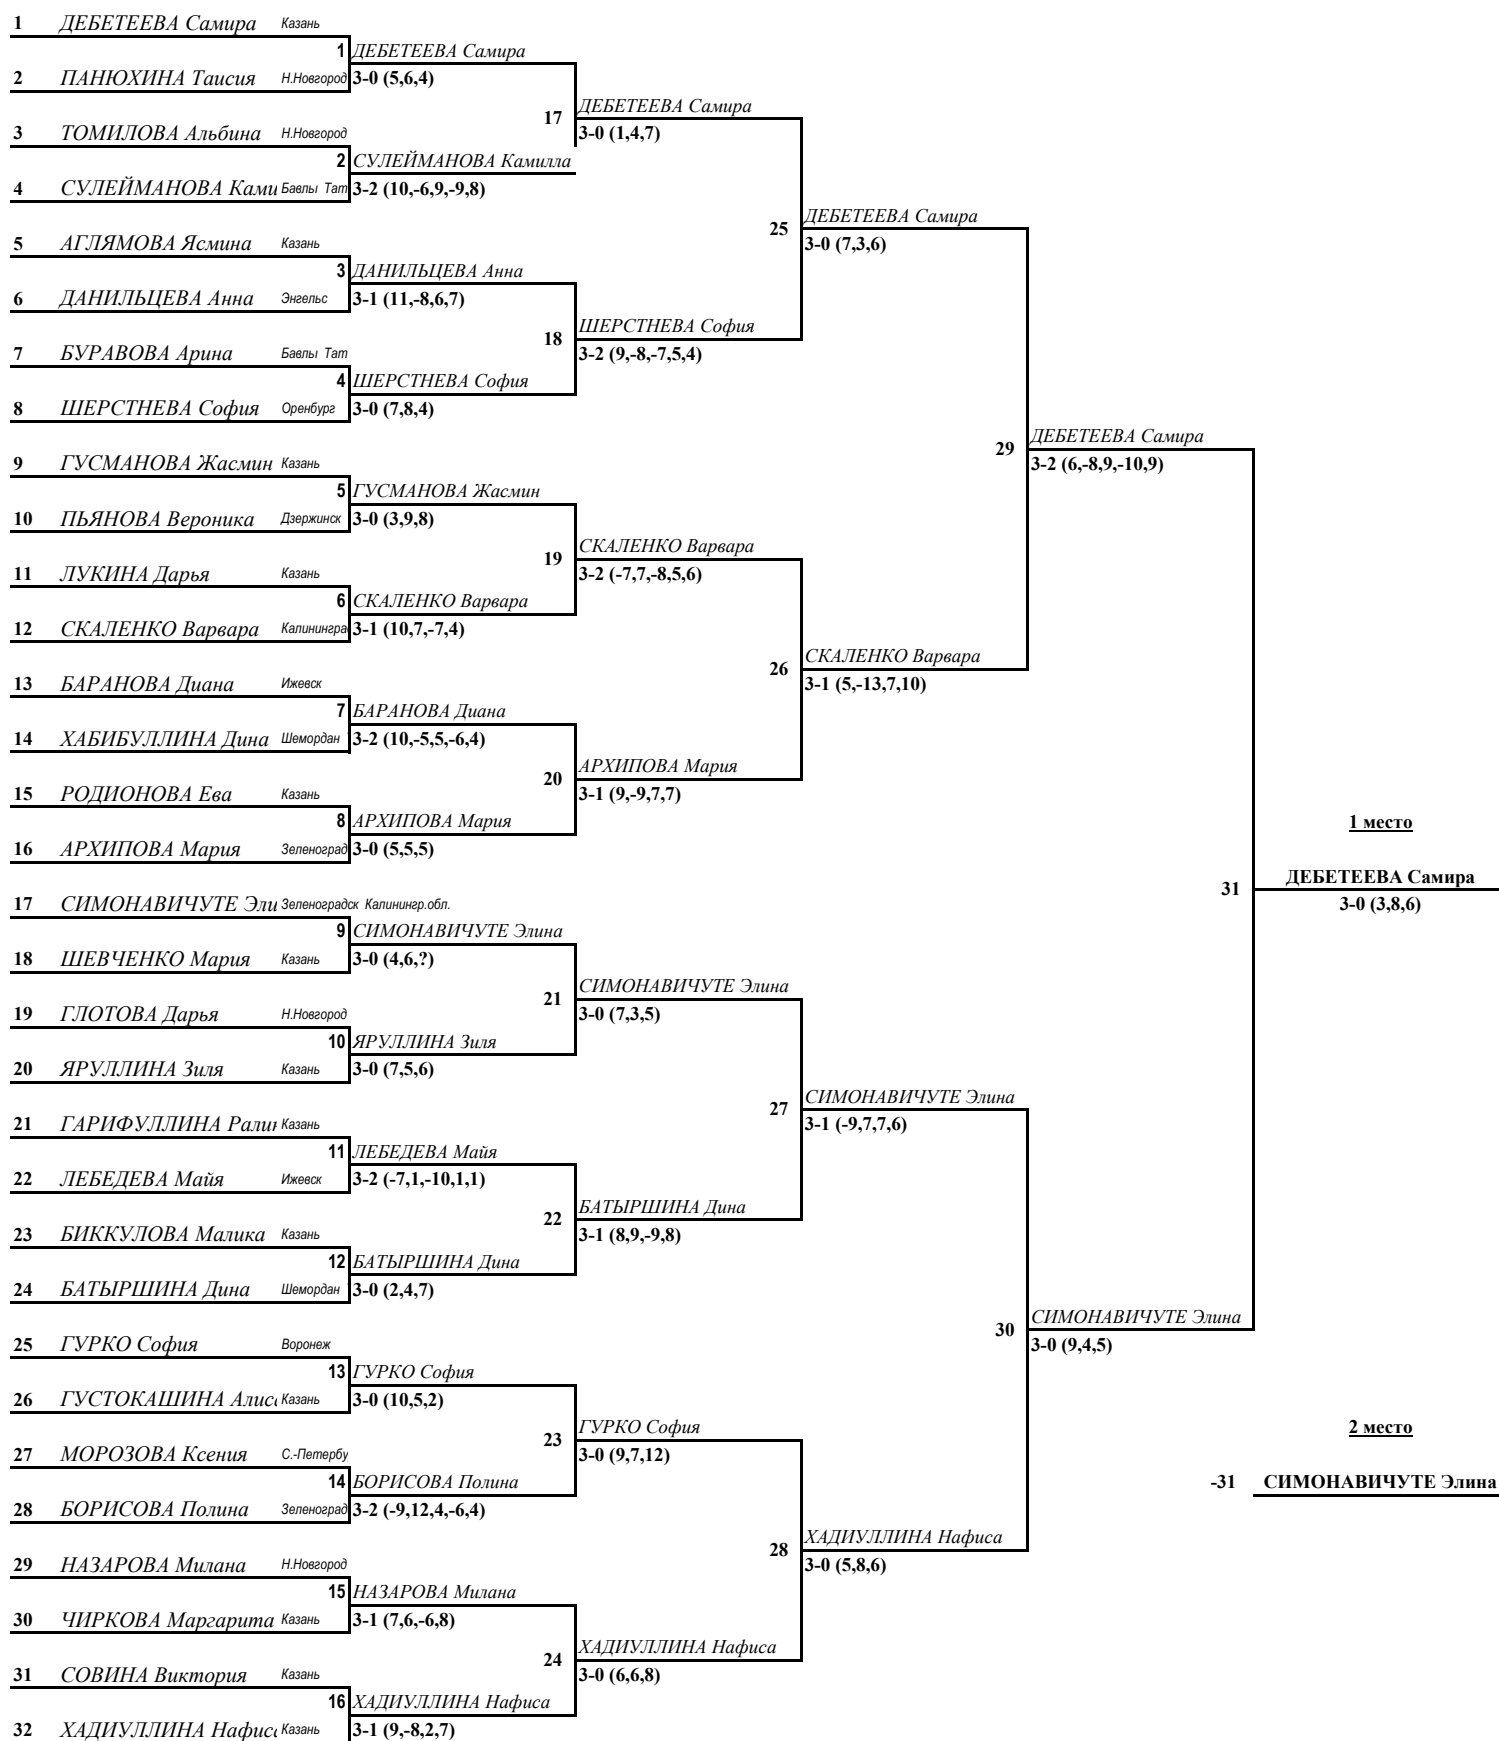 1 ДЕБЕТЕЕВА Самира Казань
1 ДЕБЕТЕЕВА Самира
2 ПАНЮХИНА Таисия Н.Новгород 3-0 (5,6,4)
ДЕБЕТЕЕВА Самира
17
3 ТОМИЛОВА Альбина Н.Новгород 3-0 (1,4,7)
2 СУЛЕЙМАНОВА Камилла
4 СУЛЕЙМАНОВА Ками Бавлы Тат 3-2 (10,-6,9,-9,8)
ДЕБЕТЕЕВА Самира
25
5 АГЛЯМОВА Ясмина Казань 3-0 (7,3,6)
3 ДАНИЛЬЦЕВА Анна
6 ДАНИЛЬЦЕВА Анна Энгельс 3-1 (11,-8,6,7)
ШЕРСТНЕВА София
18
7 БУРАВОВА Арина Бавлы Тат 3-2 (9,-8,-7,5,4)
4 ШЕРСТНЕВА София
8 ШЕРСТНЕВА София Оренбург 3-0 (7,8,4)
ДЕБЕТЕЕВА Самира
29
9 ГУСМАНОВА Жасмин Казань 3-2 (6,-8,9,-10,9)
5 ГУСМАНОВА Жасмин
10 ПЬЯНОВА Вероника Дзержинск 3-0 (3,9,8)
СКАЛЕНКО Варвара
19
11 ЛУКИНА Дарья Казань 3-2 (-7,7,-8,5,6)
6 СКАЛЕНКО Варвара
12 СКАЛЕНКО Варвара Калининград 3-1 (10,7,-7,4)
СКАЛЕНКО Варвара
26
13 БАРАНОВА Диана Ижевск 3-1 (5,-13,7,10)
7 БАРАНОВА Диана
14 ХАБИБУЛЛИНА Дина Шемордан 3-2 (10,-5,5,-6,4)
АРХИПОВА Мария
20
15 РОДИОНОВА Ева Казань 3-1 (9,-9,7,7)
8 АРХИПОВА Мария 1 место
16 АРХИПОВА Мария Зеленоград 3-0 (5,5,5)
ДЕБЕТЕЕВА Самира
31
17 СИМОНАВИЧУТЕ Эли Зеленоградск Калинингр.обл. 3-0 (3,8,6)
9 СИМОНАВИЧУТЕ Элина
18 ШЕВЧЕНКО Мария Казань 3-0 (4,6,?)
СИМОНАВИЧУТЕ Элина
21
19 ГЛОТОВА Дарья Н.Новгород 3-0 (7,3,5)
10 ЯРУЛЛИНА Зиля
20 ЯРУЛЛИНА Зиля Казань 3-0 (7,5,6)
СИМОНАВИЧУТЕ Элина
27
21 ГАРИФУЛЛИНА Ралин Казань 3-1 (-9,7,7,6)
11 ЛЕБЕДЕВА Майя
22 ЛЕБЕДЕВА Майя Ижевск 3-2 (-7,1,-10,1,1)
БАТЫРШИНА Дина
22
23 БИККУЛОВА Малика Казань 3-1 (8,9,-9,8)
12 БАТЫРШИНА Дина
24 БАТЫРШИНА Дина Шемордан 3-0 (2,4,7)
СИМОНАВИЧУТЕ Элина
30
25 ГУРКО София Воронеж 3-0 (9,4,5)
13 ГУРКО София
26 ГУСТОКАШИНА Алиса Казань 3-0 (10,5,2)
ГУРКО София 2 место
23
27 МОРОЗОВА Ксения С.-Петербу 3-0 (9,7,12)
14 БОРИСОВА Полина -31 СИМОНАВИЧУТЕ Элина
28 БОРИСОВА Полина Зеленоград 3-2 (-9,12,4,-6,4)
ХАДИУЛЛИНА Нафиса
28
29 НАЗАРОВА Милана Н.Новгород 3-0 (5,8,6)
15 НАЗАРОВА Милана
30 ЧИРКОВА Маргарита Казань 3-1 (7,6,-6,8)
ХАДИУЛЛИНА Нафиса
24
31 СОВИНА Виктория Казань 3-0 (6,6,8)
16 ХАДИУЛЛИНА Нафиса
32 ХАДИУЛЛИНА Нафиса Казань 3-1 (9,-8,2,7)